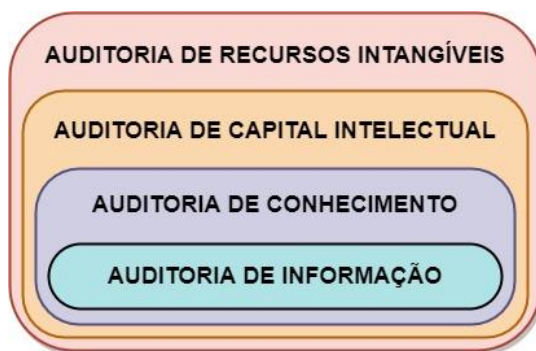 AUDITORIA DE RECURSOS INTANGÍVEIS
AUDITORIA DE CAPITAL INTELECTUAL
AUDITORIA DE CONHECIMENTO
AUDITORIA DE INFORMAÇÃO